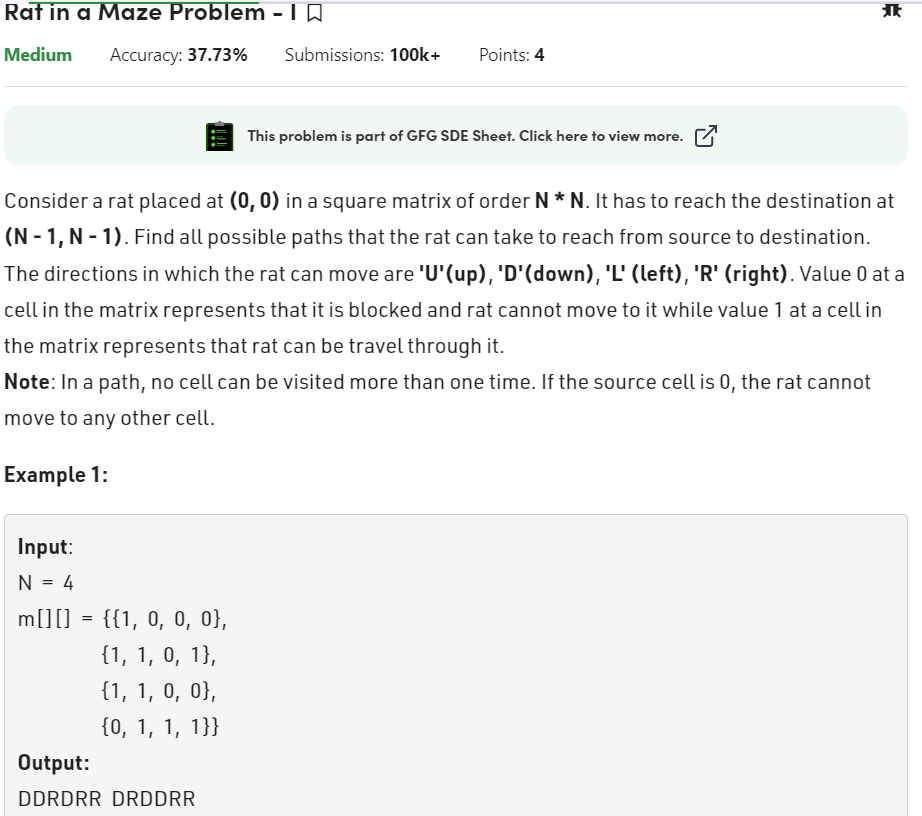 Rat in a Maze Problem - I
Medium Accuracy: 37.73% Submissions: 100k+ Points: 4
This problem is part of GFG SDE Sheet. Click here to view more.
Consider a rat placed at (0, 0) in a square matrix of order N * N. It has to reach the destination at
(N - 1, N - 1). Find all possible paths that the rat can take to reach from source to destination.
The directions in which the rat can move are 'U'(up), 'D'(down), 'L' (left), 'R' (right). Value 0 at a
cell in the matrix represents that it is blocked and rat cannot move to it while value 1 at a cell in
the matrix represents that rat can be travel through it.
Note: In a path, no cell can be visited more than one time. If the source cell is 0, the rat cannot
move to any other cell.
Example 1:
Input:
N = 4
m[][] = {{1, 0, 0, 0},
{1, 1, 0, 1},
{1, 1, 0, 0},
{0, 1, 1, 1}}
Output:
DDRDRR DRDDRR